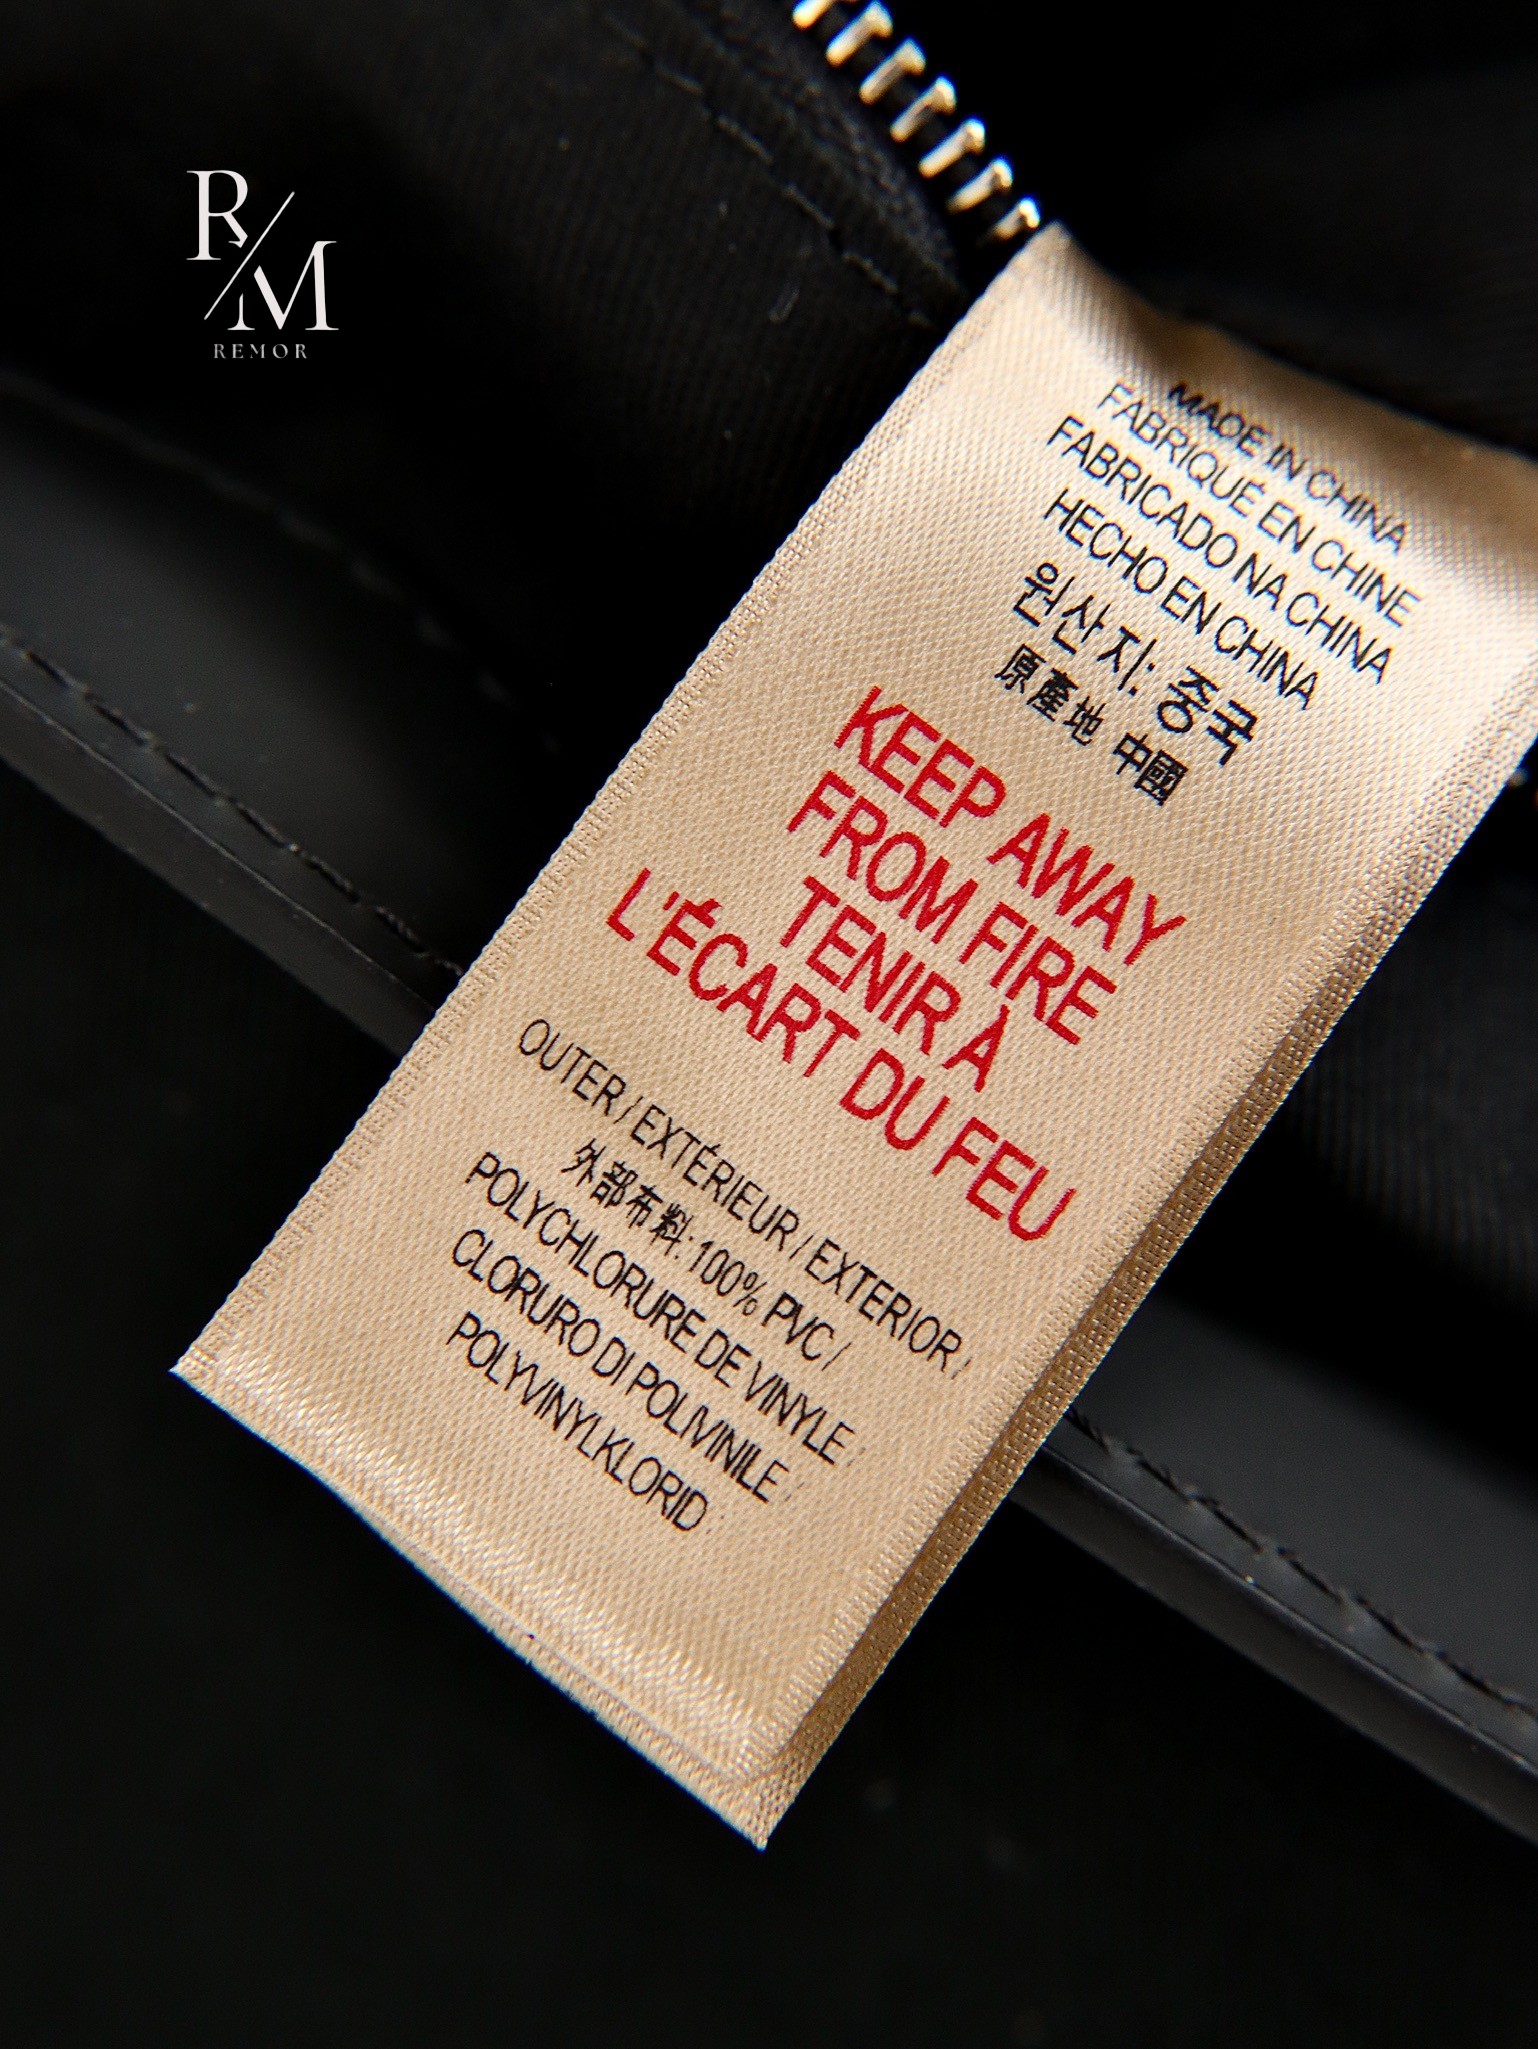 R/M
REMOR
MADE IN CHINA
FABRIQUÉ EN CHINE
FABRICADO NA CHINA
HECHO EN CHINA
원산지: 중국
原產地 中國
KEEP AWAY
FROM FIRE
TENIR À
L'ÉCART DU FEU
OUTER / EXTÉRIEUR / EXTERIOR /
外部布料: 100% PVC /
POLYCHLORURE DE VINYLE /
CLORURO DI POLIVINILE /
POLYVINYLKLORID